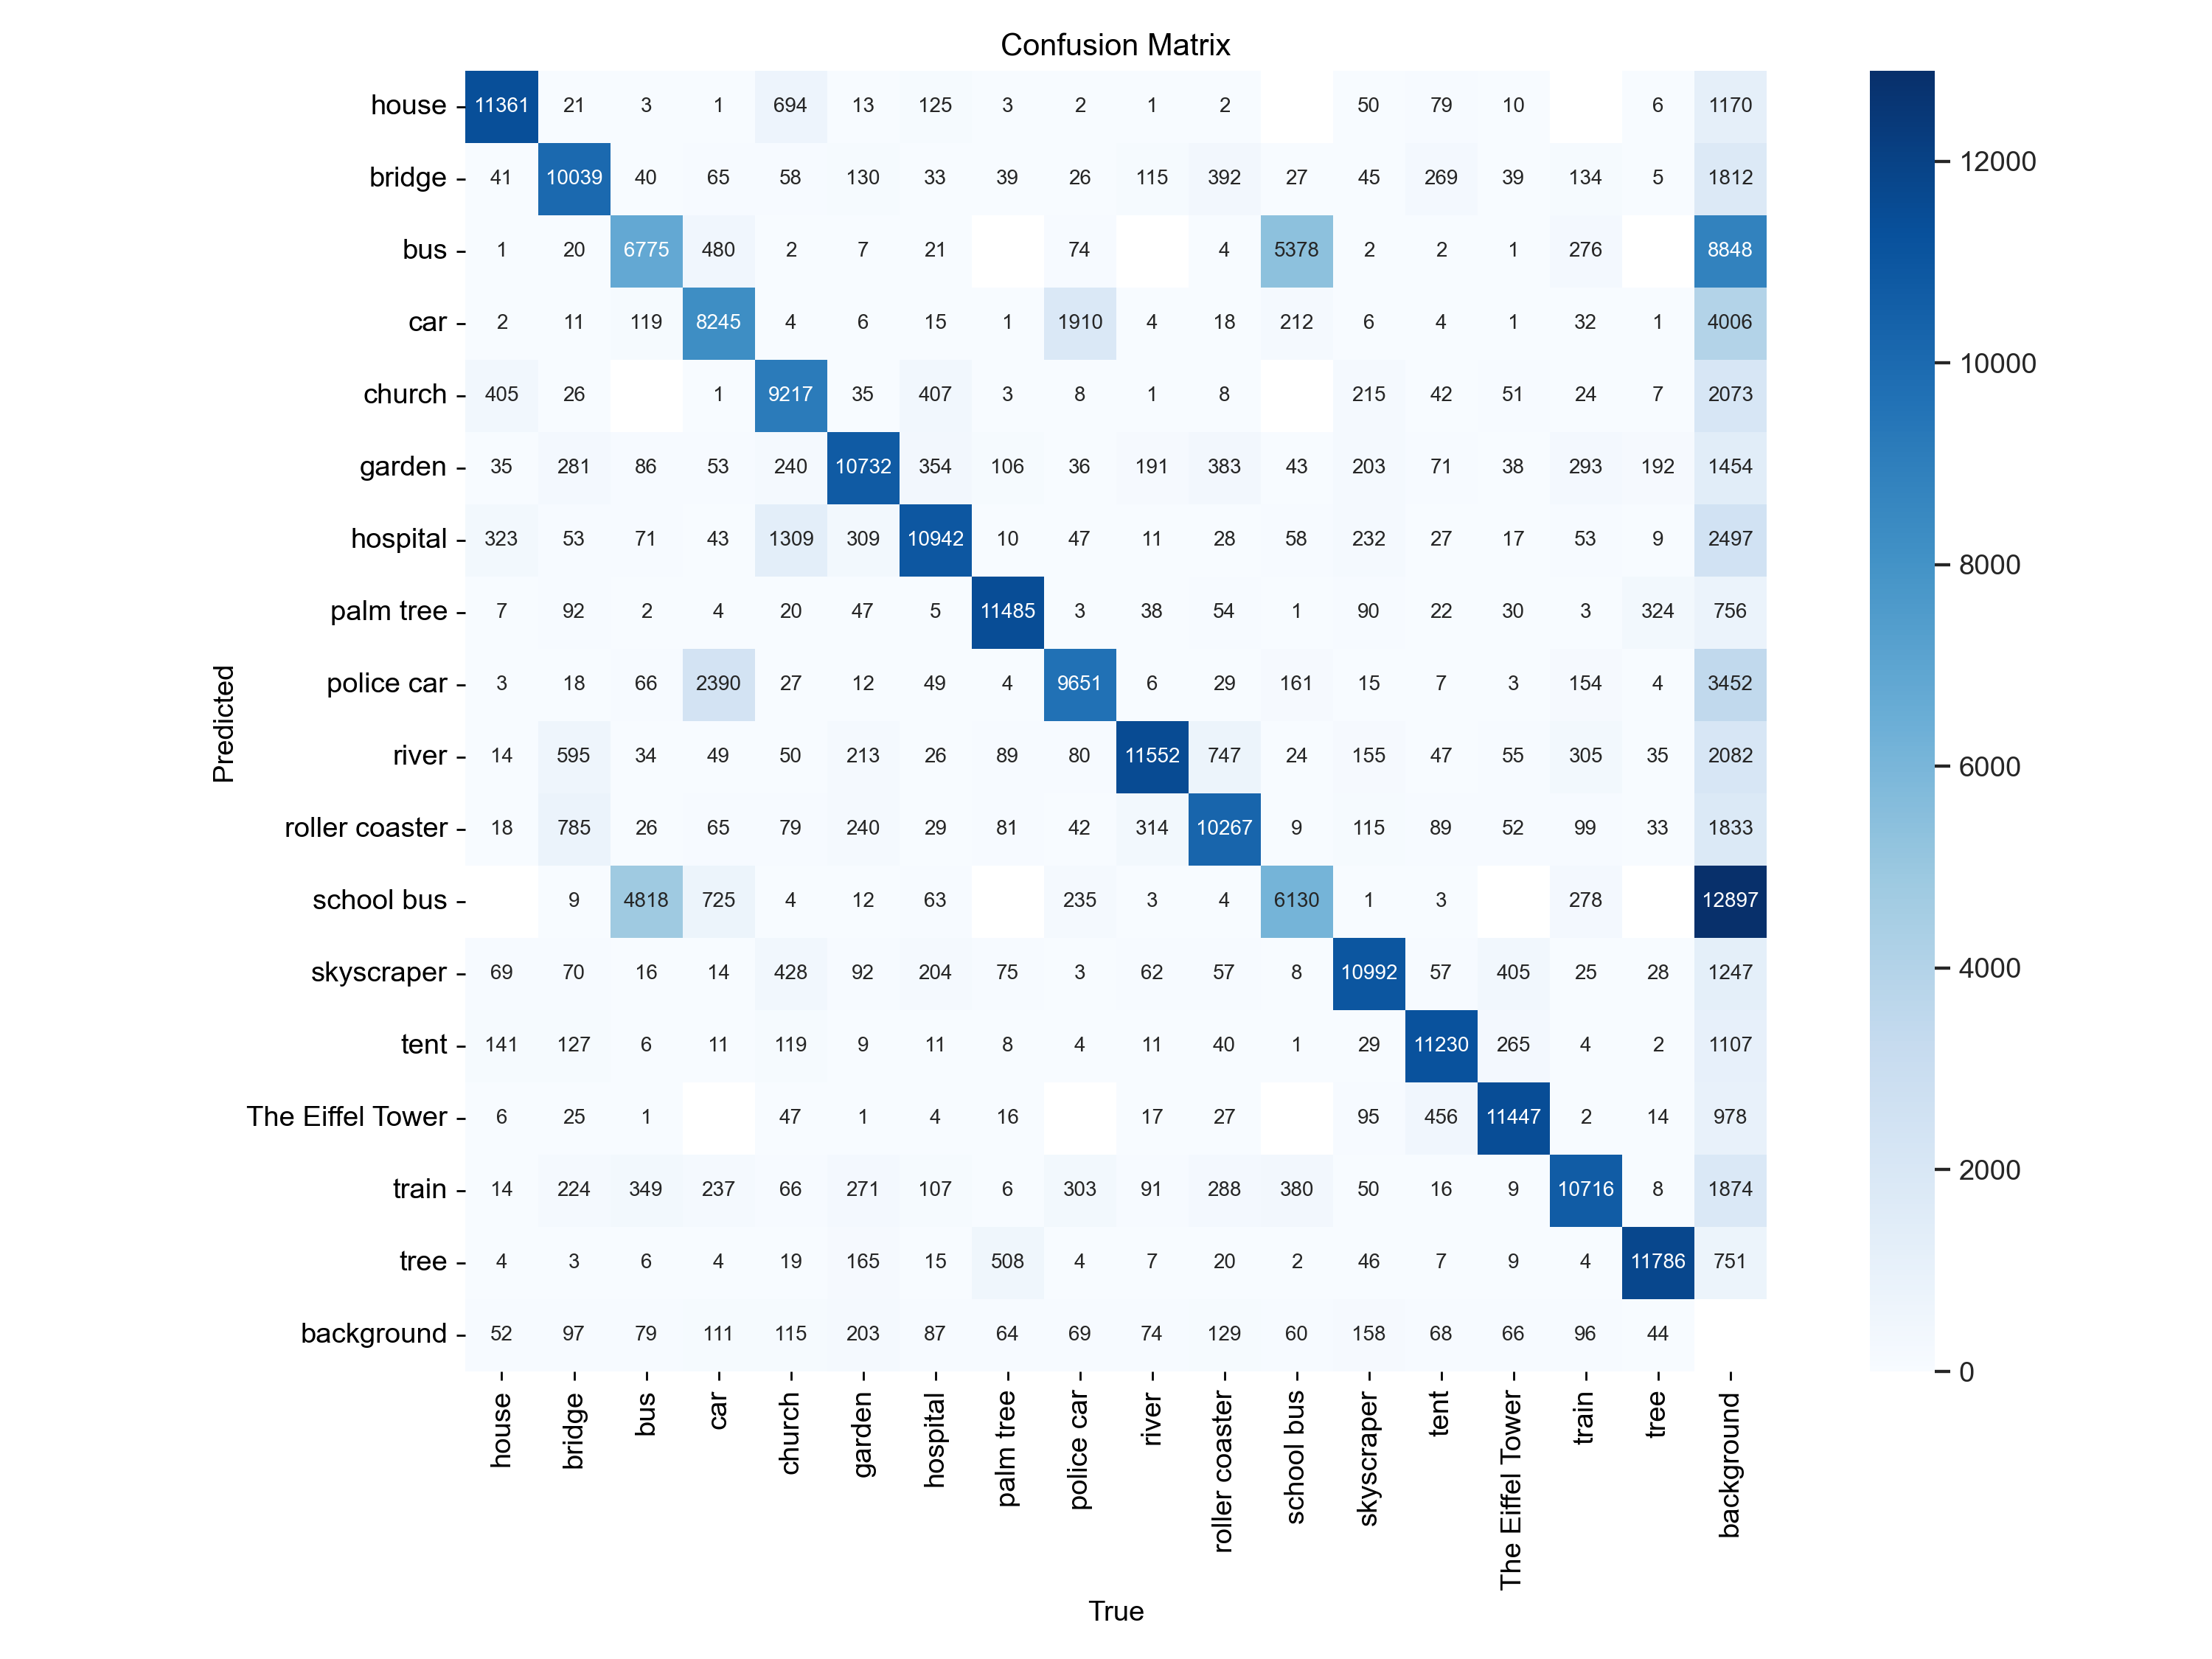 Confusion Matrix
house 11361 21 3 1 694 13 125 3 2 1 2 50 79 10 6 1170
bridge 41 10039 40 65 58 130 33 39 26 115 392 27 45 269 39 134 5 1812
bus 1 20 6775 480 2 7 21 74 4 5378 2 2 1 276 8848
car 2 11 119 8245 4 6 15 1 1910 4 18 212 6 4 1 32 1 4006
church 405 26 1 9217 35 407 3 8 1 8 215 42 51 24 7 2073
garden 35 281 86 53 240 10732 354 106 36 191 383 43 203 71 38 293 192 1454
hospital 323 53 71 43 1309 309 10942 10 47 11 28 58 232 27 17 53 9 2497
palm tree 7 92 2 4 20 47 5 11485 3 38 54 1 90 22 30 3 324 756
police car 3 18 66 2390 27 12 49 4 9651 6 29 161 15 7 3 154 4 3452
river 14 595 34 49 50 213 26 89 80 11552 747 24 155 47 55 305 35 2082
roller coaster 18 785 26 65 79 240 29 81 42 314 10267 9 115 89 52 99 33 1833
school bus 9 4818 725 4 12 63 235 3 4 6130 1 3 278 12897
skyscraper 69 70 16 14 428 92 204 75 3 62 57 8 10992 57 405 25 28 1247
tent 141 127 6 11 119 9 11 8 4 11 40 1 29 11230 265 4 2 1107
The Eiffel Tower 6 25 1 47 1 4 16 17 27 95 456 11447 2 14 978
train 14 224 349 237 66 271 107 6 303 91 288 380 50 16 9 10716 8 1874
tree 4 3 6 4 19 165 15 508 4 7 20 2 46 7 9 4 11786 751
background 52 97 79 111 115 203 87 64 69 74 129 60 158 68 66 96 44
house bridge bus car church garden hospital palm tree police car river roller coaster school bus skyscraper tent The Eiffel Tower train tree background
True
Predicted
12000
10000
8000
6000
4000
2000
0